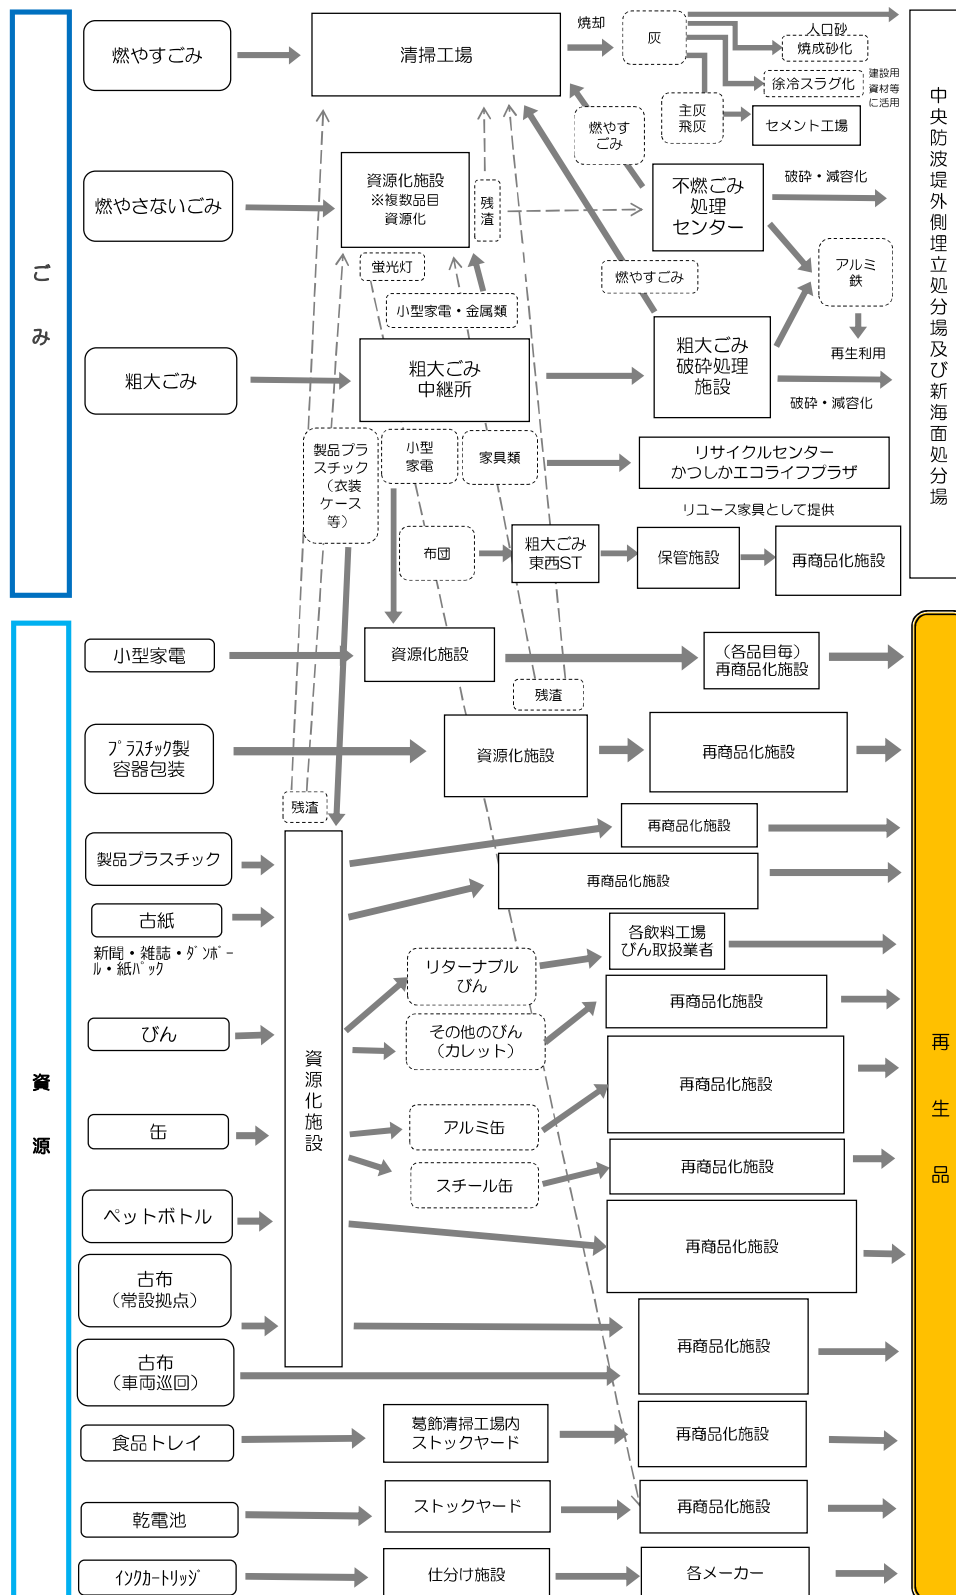 ごみ
燃やすごみ
清掃工場
焼却
灰
人口砂
焼成砂化
徐冷スラグ化
建設用
資材等
に活用
主灰
飛灰
セメント工場
燃やす
ごみ
中央防波堤外側埋立処分場及び新海面処分場
燃やさないごみ
資源化施設
※複数品目
資源化
残渣
不燃ごみ
処理
センター
破砕・減容化
蛍光灯
燃やすごみ
アルミ
鉄
小型家電・金属類
再生利用
粗大ごみ
粗大ごみ
中継所
粗大ごみ
破砕処理
施設
破砕・減容化
製品プラ
スチック
（衣装
ケース
等）
小型
家電
家具類
リサイクルセンター
かつしかエコライフプラザ
リユース家具として提供
布団
粗大ごみ
東西ST
保管施設
再商品化施設
資源
小型家電
資源化施設
（各品目毎）
再商品化施設
残渣
プラスチック製
容器包装
資源化施設
再商品化施設
残渣
製品プラスチック
再商品化施設
再商品化施設
古紙
新聞・雑誌・ダンボー
ル・紙パック
各飲料工場
びん取扱業者
リターナブル
びん
再商品化施設
その他のびん
（カレット）
びん
資源化施設
再商品化施設
再生品
缶
アルミ缶
スチール缶
再商品化施設
ペットボトル
再商品化施設
古布
（常設拠点）
再商品化施設
古布
（車両巡回）
食品トレイ
葛飾清掃工場内
ストックヤード
再商品化施設
乾電池
ストックヤード
再商品化施設
インクカートリッジ
仕分け施設
各メーカー